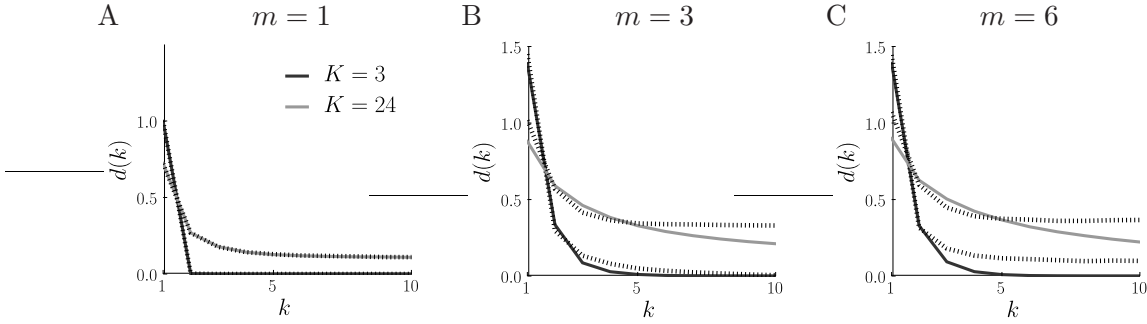 A m = 1
1.0
0.5
0.0
d(k)
1 5 10
k
K = 3
K = 24
B m = 3
1.5
1.0
0.5
0.0
d(k)
1 5 10
k
C m = 6
1.5
1.0
0.5
0.0
d(k)
1 5 10
k